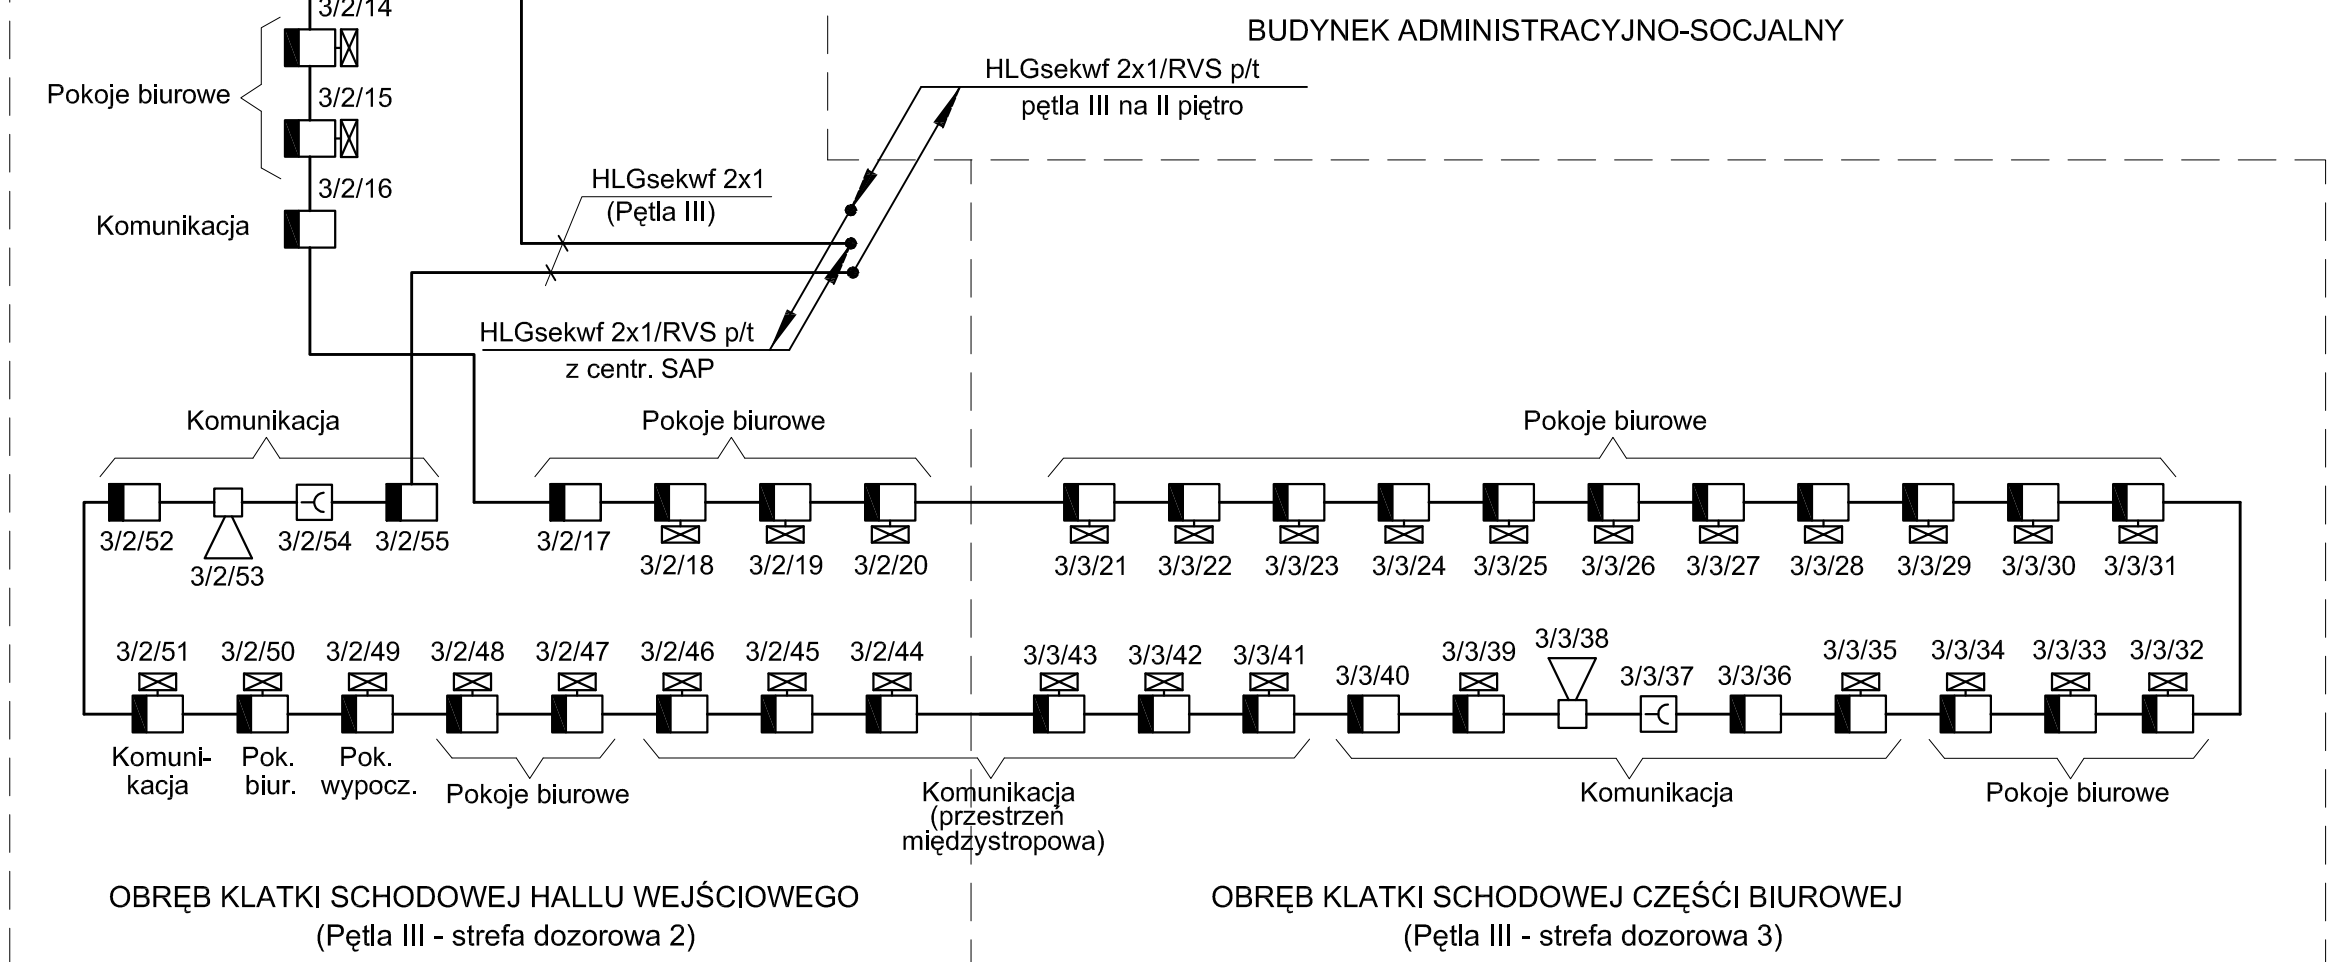 3/2/14
BUDYNEK ADMINISTRACYJNO-SOCJALNY
Pokoje biurowe
3/2/15
HLGsekwf 2x1/RVS p/t
pętla III na II piętro
3/2/16
Komunikacja
HLGsekwf 2x1
(Pętla III)
HLGsekwf 2x1/RVS p/t
z centr. SAP
Komunikacja
Pokoje biurowe
Pokoje biurowe
3/2/52
3/2/53
3/2/54
3/2/55
3/2/17
3/2/18
3/2/19
3/2/20
3/3/21
3/3/22
3/3/23
3/3/24
3/3/25
3/3/26
3/3/27
3/3/28
3/3/29
3/3/30
3/3/31
3/2/51
3/2/50
3/2/49
3/2/48
3/2/47
3/2/46
3/2/45
3/2/44
3/3/43
3/3/42
3/3/41
3/3/40
3/3/39
3/3/38
3/3/37
3/3/36
3/3/35
3/3/34
3/3/33
3/3/32
Komuni-
kacja
Pok.
biur.
Pok.
wypocz.
Pokoje biurowe
Komunikacja
(przestrzeń
międzystropowa)
Komunikacja
Pokoje biurowe
OBRĘB KLATKI SCHODOWEJ HALLU WEJŚCIOWEGO
(Pętla III - strefa dozorowa 2)
OBRĘB KLATKI SCHODOWEJ CZĘŚĆI BIUROWEJ
(Pętla III - strefa dozorowa 3)